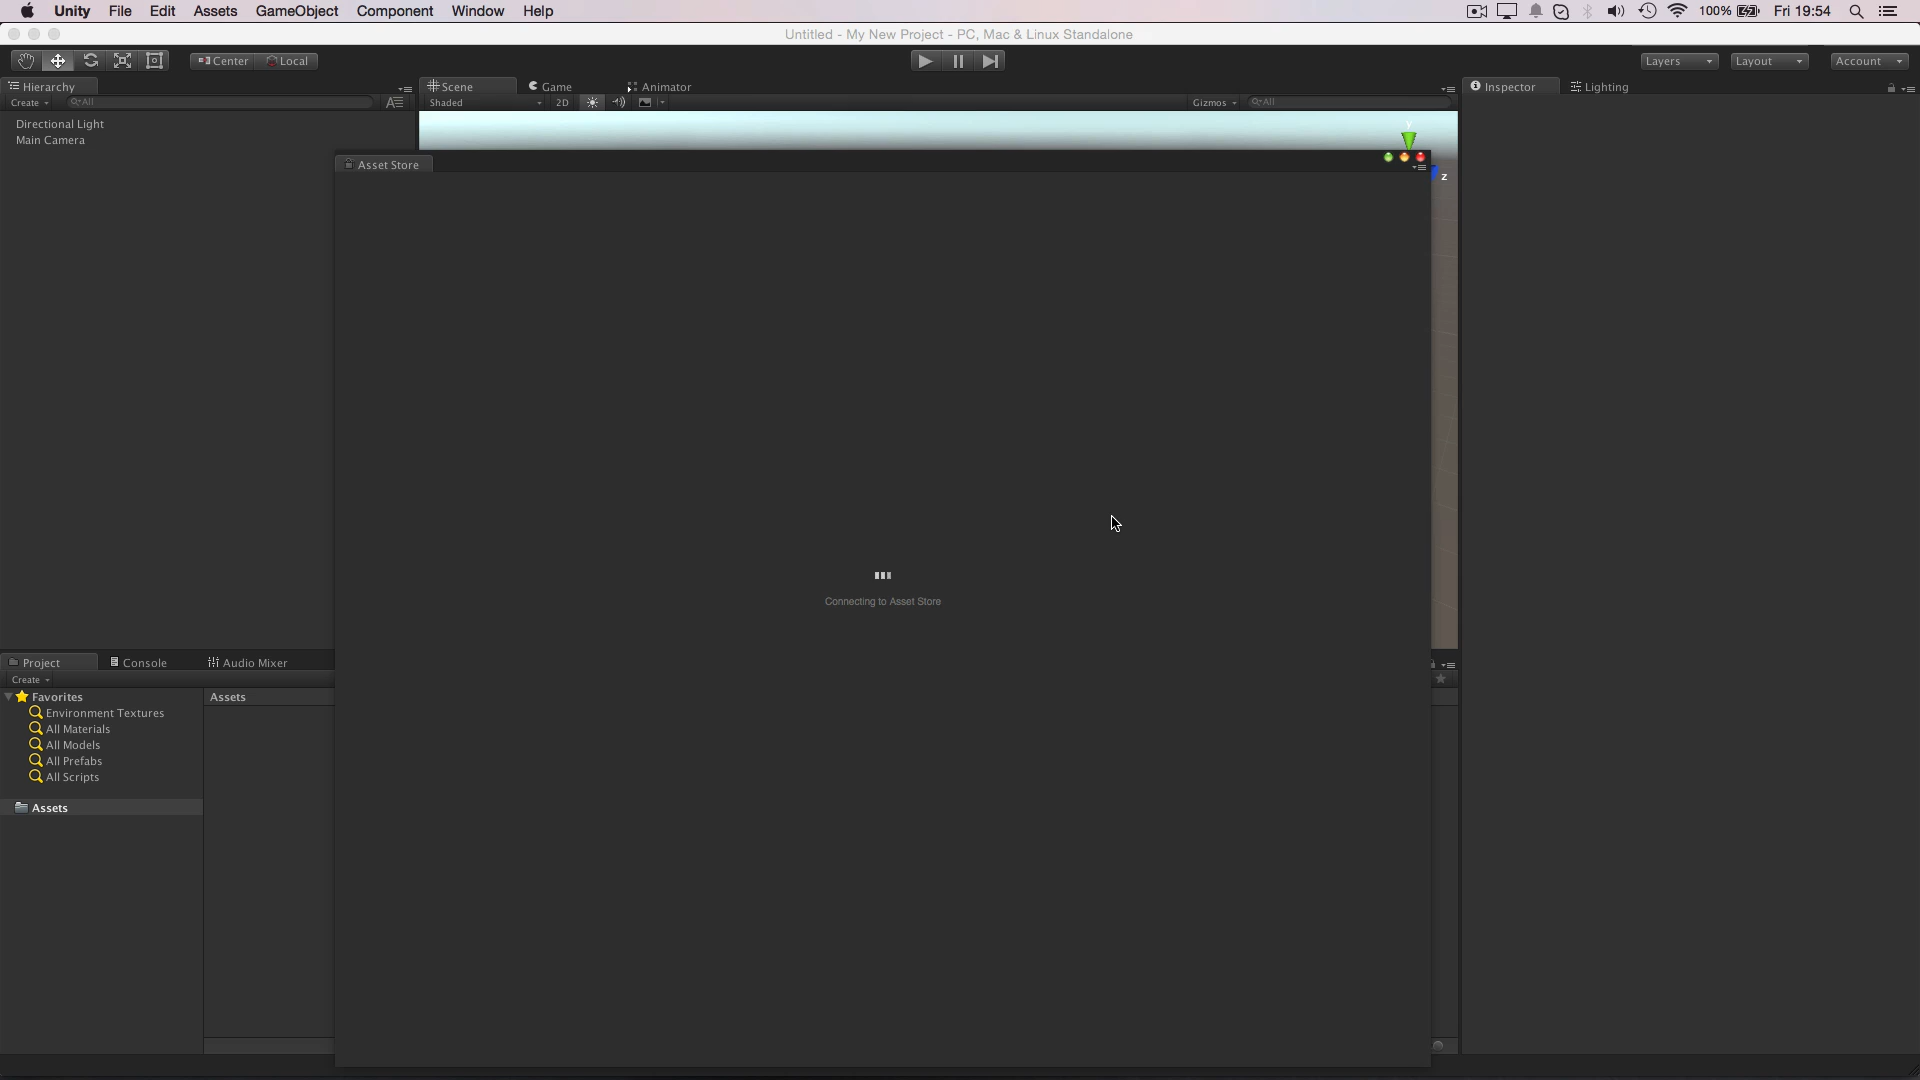 Unity File Edit Assets GameObject Component Window Help 100% Fri 19:54
Untitled - My New Project - PC, Mac & Linux Standalone
Center Local Layers Layout Account
Hierarchy Scene Game Animator Inspector Lighting
Create All Shaded 2D Gizmos All
Directional Light
Main Camera
y
z
Asset Store
Connecting to Asset Store
Project Console Audio Mixer
Create
Favorites Assets
Environment Textures
All Materials
All Models
All Prefabs
All Scripts
Assets